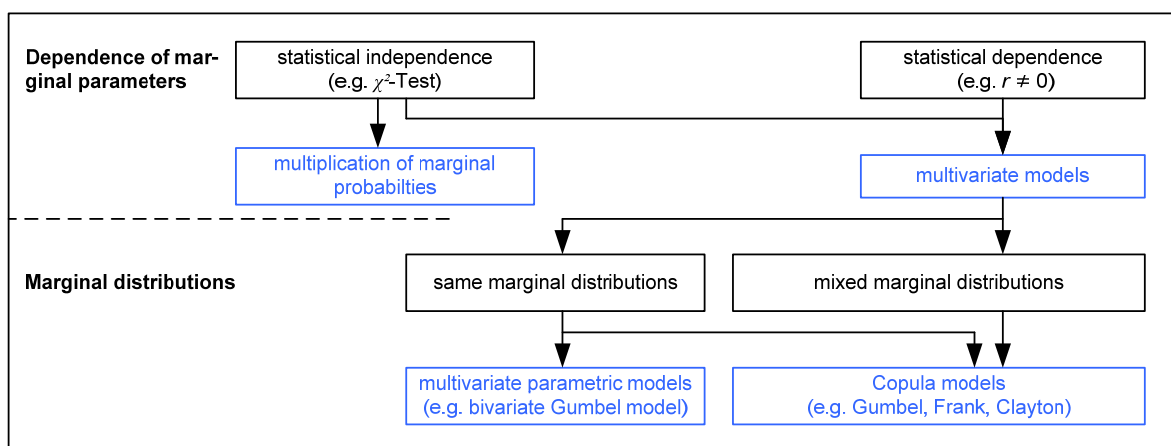 Dependence of mar-
ginal parameters
statistical independence
(e.g. χ²-Test)
statistical dependence
(e.g. r ≠ 0)
multiplication of marginal
probabilties
multivariate models
Marginal distributions
same marginal distributions
mixed marginal distributions
multivariate parametric models
(e.g. bivariate Gumbel model)
Copula models
(e.g. Gumbel, Frank, Clayton)